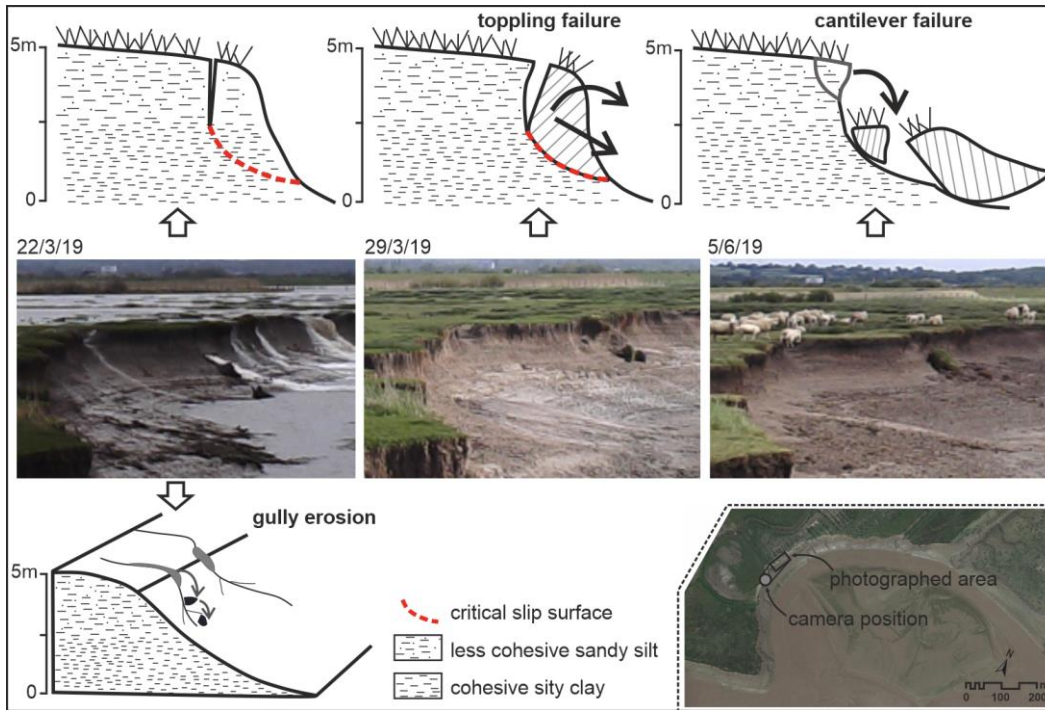 toppling failure
cantilever failure
5m
0
5m
0
5m
0
22/3/19
29/3/19
5/6/19
gully erosion
5m
0
critical slip surface
less cohesive sandy silt
cohesive sity clay
photographed area
camera position
N
m
0 100 200